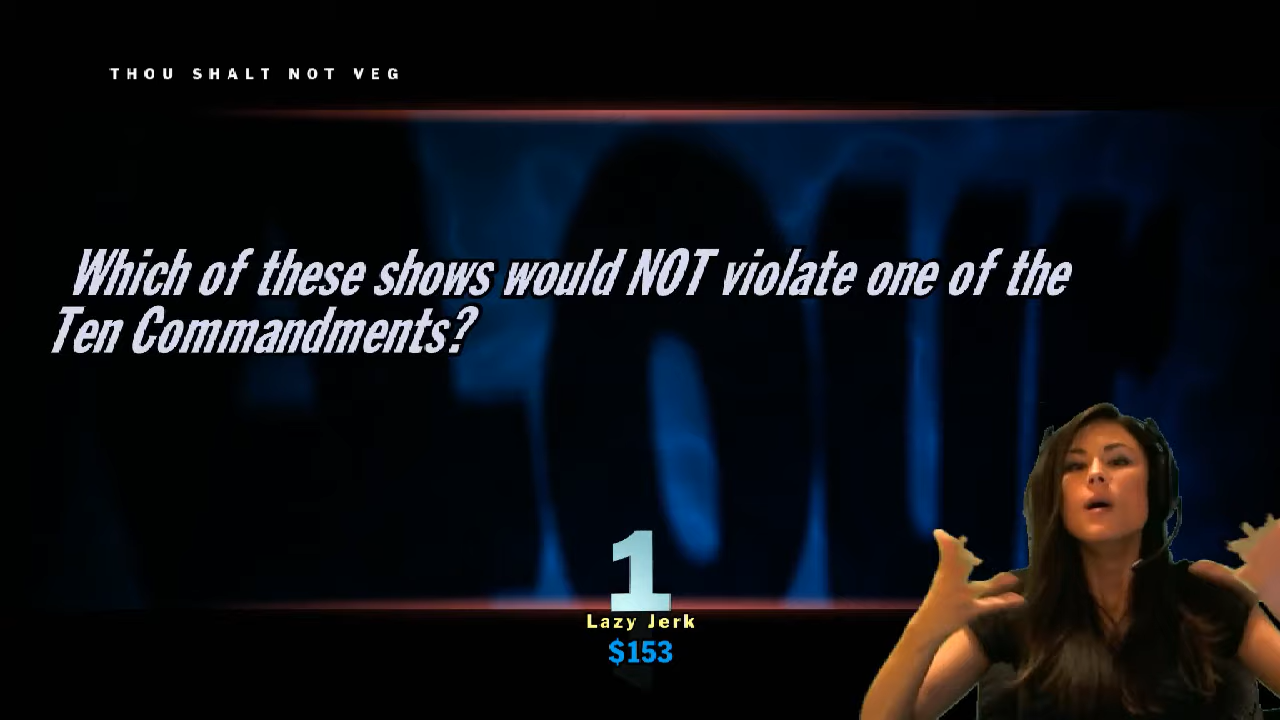 THOU SHALT NOT VEG
Which of these shows would NOT violate one of the
Ten Commandments?
1
Lazy Jerk
$153